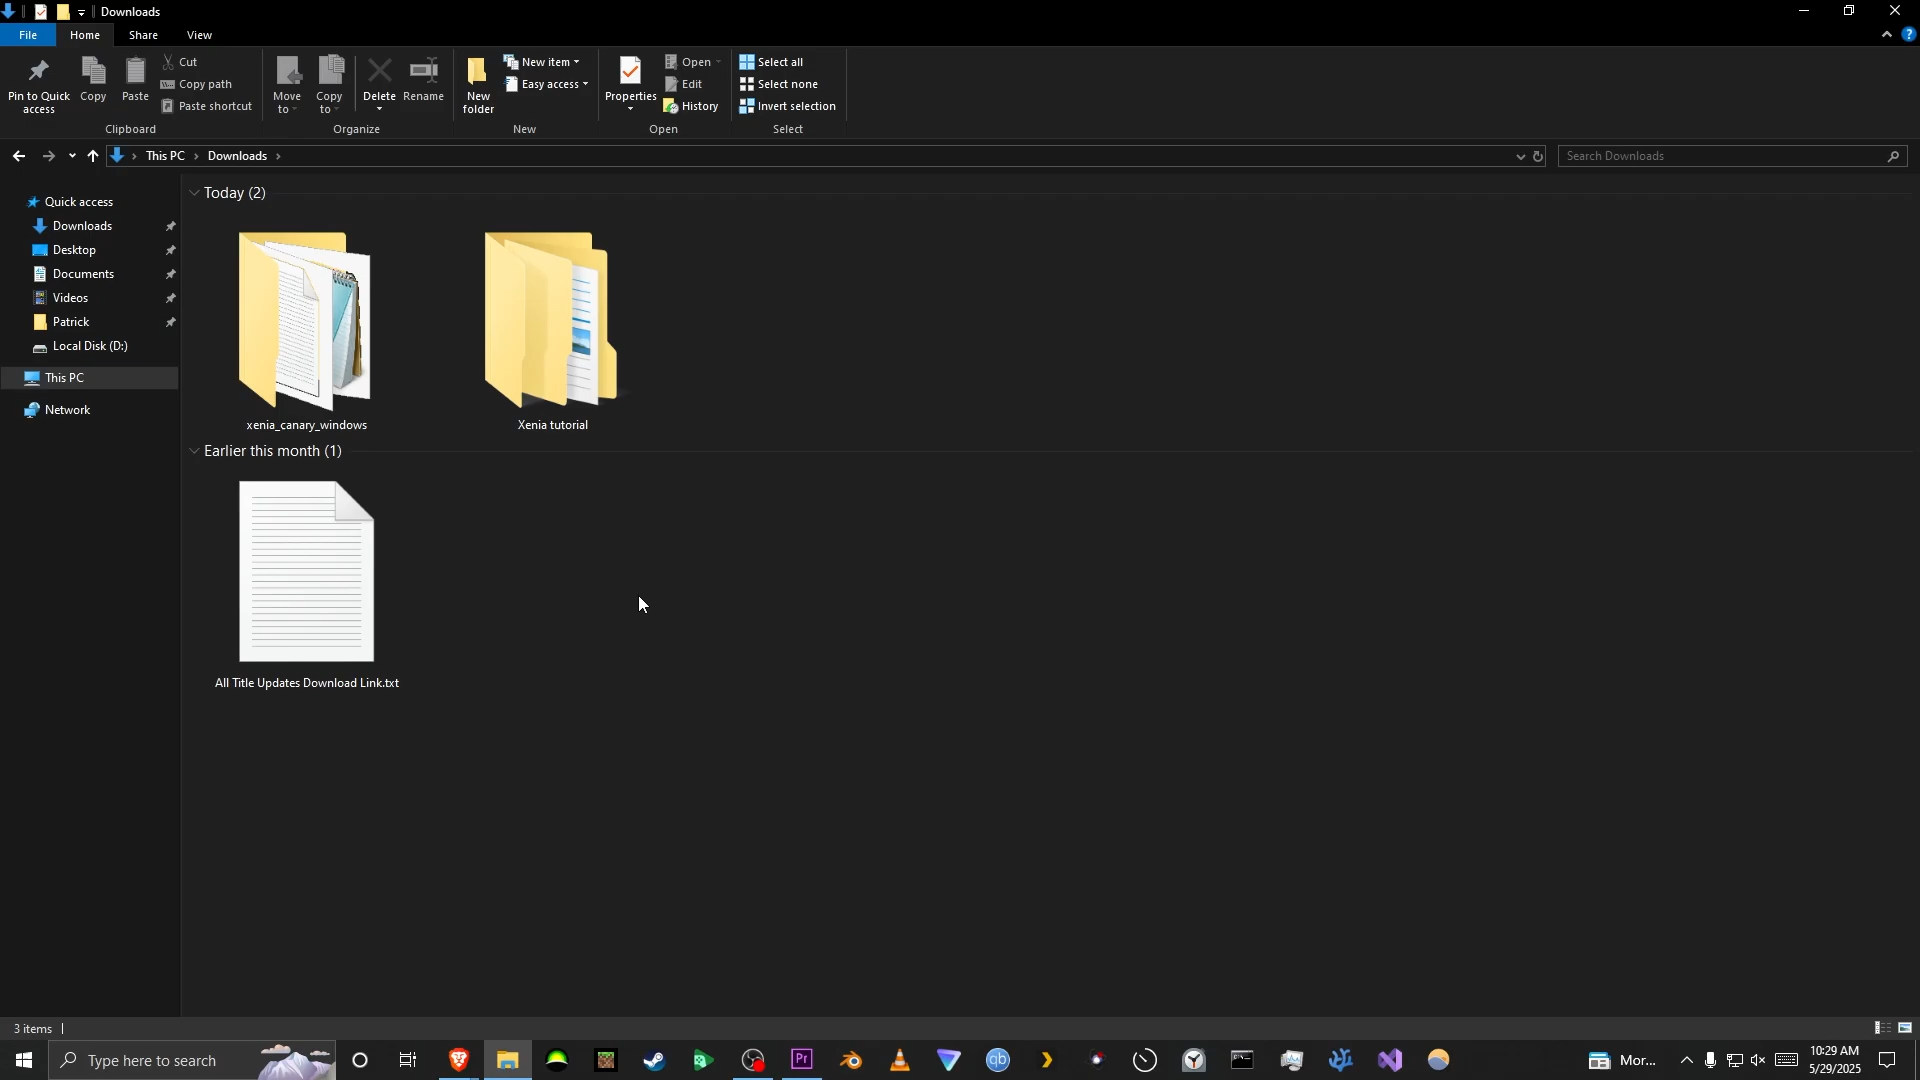 Downloads
File Home Share View
Pin to Quick access
Copy
Paste
Cut
Copy path
Paste shortcut
Clipboard
Move to
Copy to
Delete
Rename
Organize
New folder
New item
Easy access
New
Properties
Open
Edit
History
Open
Select all
Select none
Invert selection
Select
This PC Downloads
Search Downloads
Quick access
Downloads
Desktop
Documents
Videos
Patrick
Local Disk (D:)
This PC
Network
Today (2)
xenia_canary_windows
Xenia tutorial
Earlier this month (1)
All Title Updates Download Link.txt
3 items
Type here to search
qb
Pr
Mor...
10:29 AM
5/29/2025